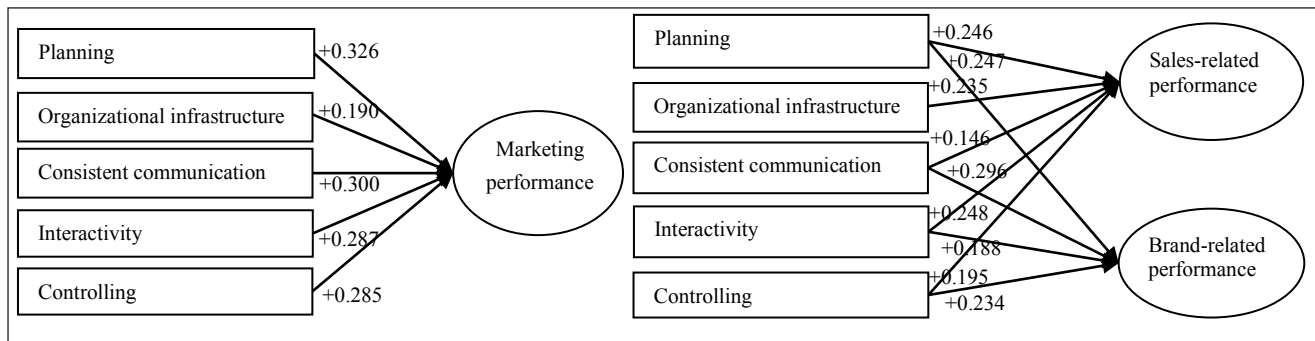 Planning
+0.326
Organizational infrastructure
+0.190
Consistent communication
+0.300
Interactivity
+0.287
Controlling
+0.285
Marketing
performance
Planning
+0.246
+0.247
Organizational infrastructure
+0.235
Consistent communication
+0.146
+0.296
Interactivity
+0.248
+0.188
Controlling
+0.195
+0.234
Sales-related
performance
Brand-related
performance